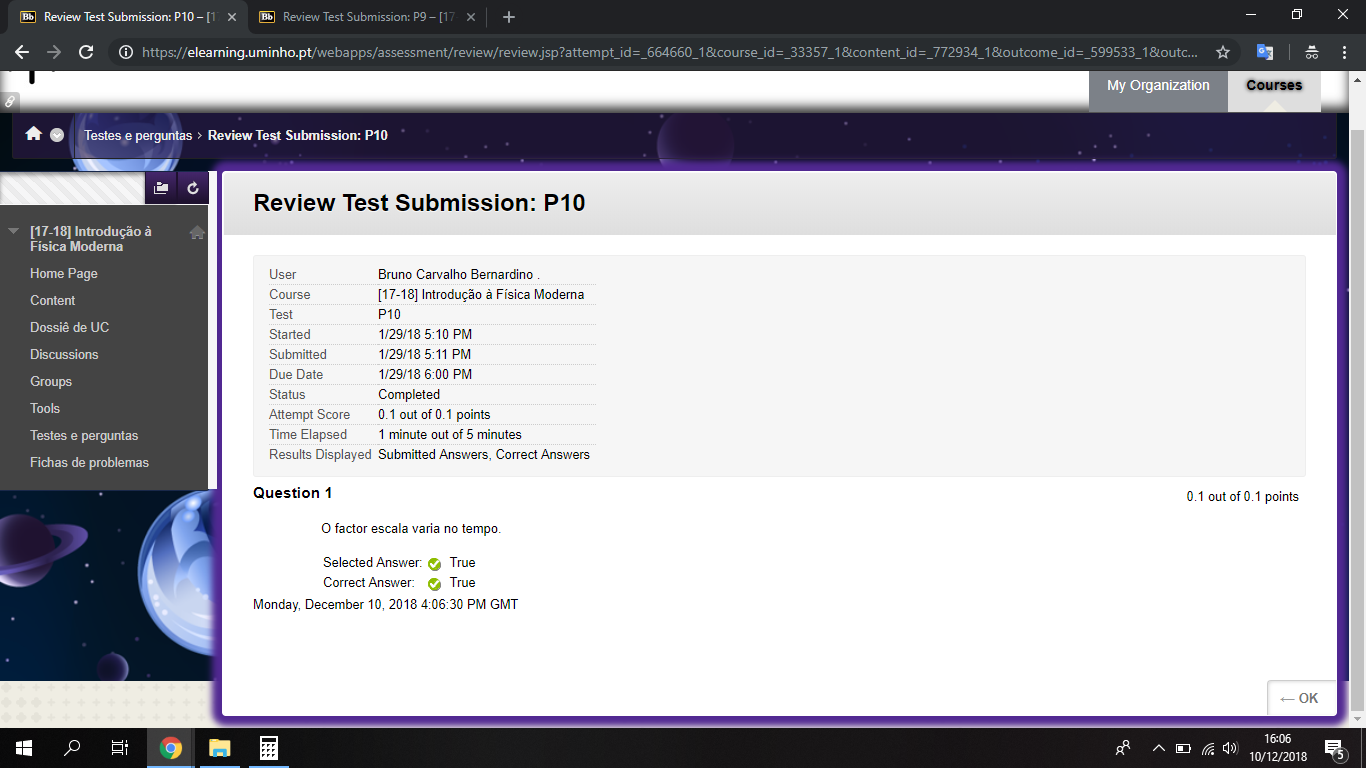 Review Test Submission: P10 – [1
Review Test Submission: P9 – [17
https://elearning.uminho.pt/webapps/assessment/review/review.jsp?attempt_id=_664660_1&course_id=_33357_1&content_id=_772934_1&outcome_id=_599533_1&outc...
My Organization
Courses
Testes e perguntas › Review Test Submission: P10
Review Test Submission: P10
[17-18] Introdução à
Física Moderna
Home Page
Content
Dossiê de UC
Discussions
Groups
Tools
Testes e perguntas
Fichas de problemas
User Bruno Carvalho Bernardino .
Course [17-18] Introdução à Física Moderna
Test P10
Started 1/29/18 5:10 PM
Submitted 1/29/18 5:11 PM
Due Date 1/29/18 6:00 PM
Status Completed
Attempt Score 0.1 out of 0.1 points
Time Elapsed 1 minute out of 5 minutes
Results Displayed Submitted Answers, Correct Answers
Question 1
0.1 out of 0.1 points
O factor escala varia no tempo.
Selected Answer: True
Correct Answer: True
Monday, December 10, 2018 4:06:30 PM GMT
← OK
16:06
10/12/2018
5